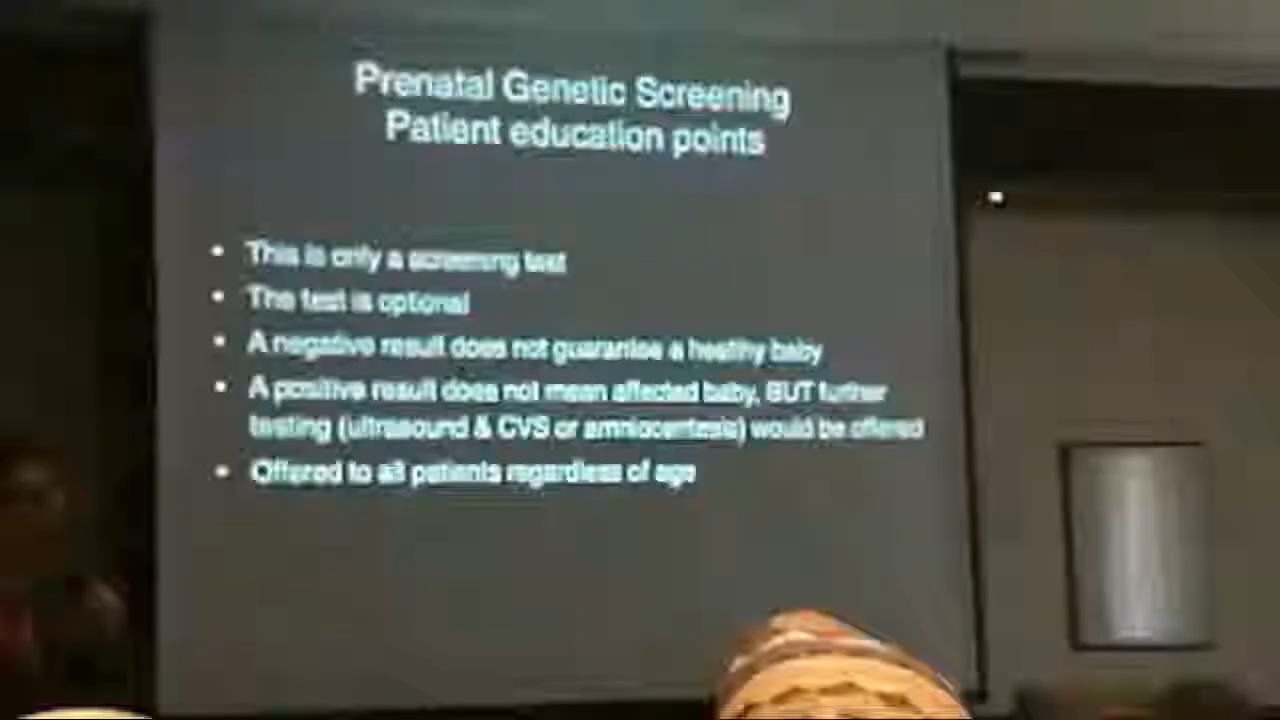 Prenatal Genetic Screening
Patient education points
• This is only a screening test
• The test is optional
• A negative result does not guarantee a healthy baby
• A positive result does not mean affected baby, BUT further
testing (ultrasound & CVS or amniocentesis) would be offered
• Offered to all patients regardless of age